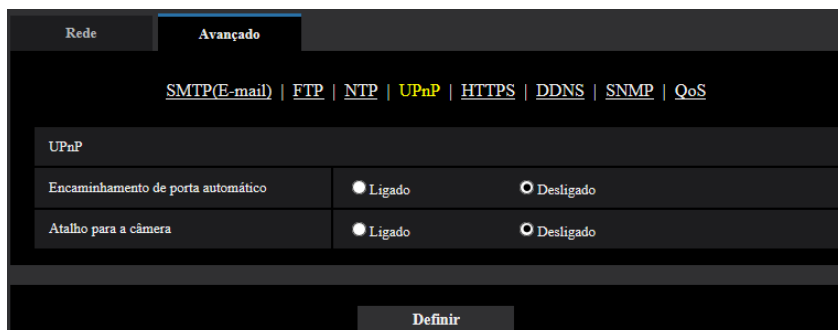 Rede Avançado
SMTP(E-mail) | FTP | NTP | UPnP | HTTPS | DDNS | SNMP | QoS
UPnP
Encaminhamento de porta automático Ligado Desligado
Atalho para a câmera Ligado Desligado
Definir